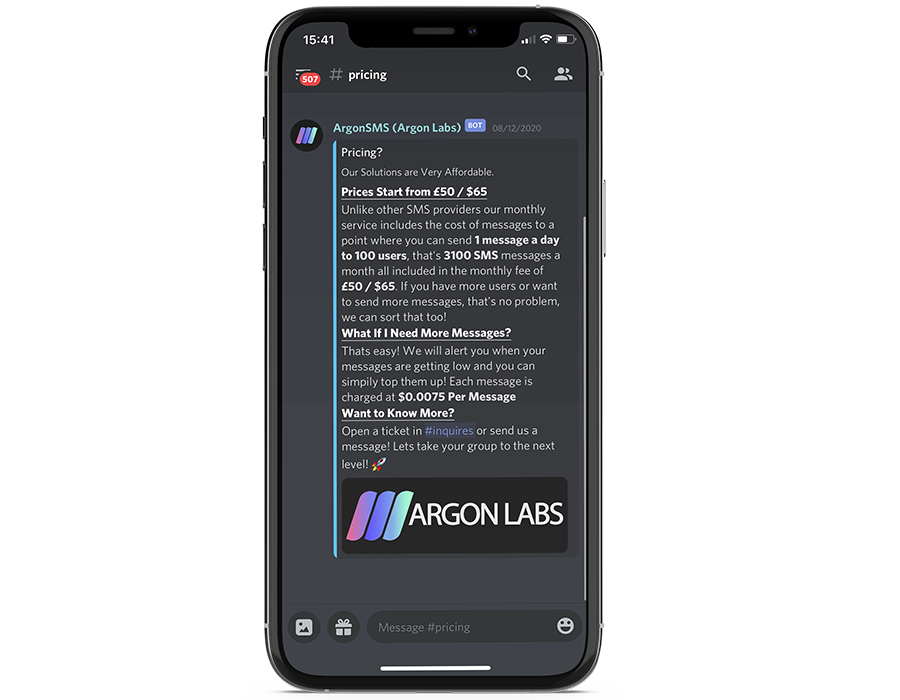 15:41
507 # pricing
ArgonSMS (Argon Labs) BOT 08/12/2020
Pricing?
Our Solutions are Very Affordable.
Prices Start from £50 / $65
Unlike other SMS providers our monthly
service includes the cost of messages to a
point where you can send 1 message a day
to 100 users, that's 3100 SMS messages a
month all included in the monthly fee of
£50 / $65. If you have more users or want
to send more messages, that's no problem,
we can sort that too!
What If I Need More Messages?
Thats easy! We will alert you when your
messages are getting low and you can
simpily top them up! Each message is
charged at $0.0075 Per Message
Want to Know More?
Open a ticket in #inquires or send us a
message! Lets take your group to the next
level! 🚀
ARGON LABS
Message #pricing